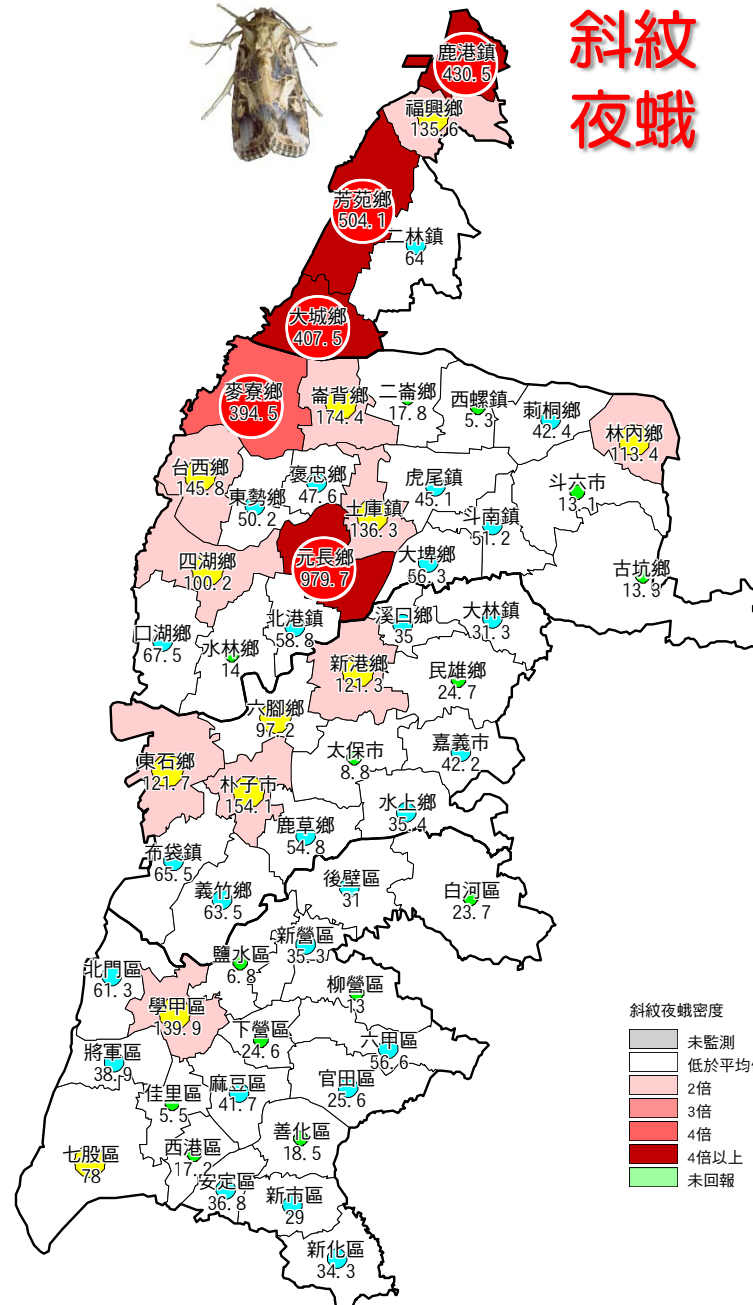 斜紋
夜蛾
鹿港鎮
430.5
福興鄉
135.6
芳苑鄉
504.1
二林鎮
64
大城鄉
407.5
麥寮鄉
394.5
崙背鄉
174.4
二崙鄉
17.8
西螺鎮
5.3
莿桐鄉
42.4
林內鄉
113.4
台西鄉
145.8
東勢鄉
50.2
褒忠鄉
47.6
土庫鎮
136.3
虎尾鎮
45.1
斗南鎮
51.2
斗六市
13.1
四湖鄉
100.2
元長鄉
979.7
大埤鄉
56.3
古坑鄉
13.3
口湖鄉
67.5
水林鄉
14
北港鎮
58.8
溪口鄉
35
大林鎮
31.3
新港鄉
121.3
民雄鄉
24.7
六腳鄉
97.2
東石鄉
121.7
朴子市
154.1
太保市
8.8
嘉義市
42.2
鹿草鄉
54.8
水上鄉
35.4
布袋鎮
65.5
義竹鄉
63.5
後壁區
31
白河區
23.7
北門區
61.3
鹽水區
6.8
新營區
35.3
柳營區
13
學甲區
139.9
下營區
24.6
六甲區
56.6
將軍區
38.9
佳里區
5.5
麻豆區
41.7
官田區
25.6
七股區
78
西港區
17.2
善化區
18.5
安定區
36.8
新市區
29
新化區
34.3
斜紋夜蛾密度
未監測
低於平均
2倍
3倍
4倍
4倍以上
未回報